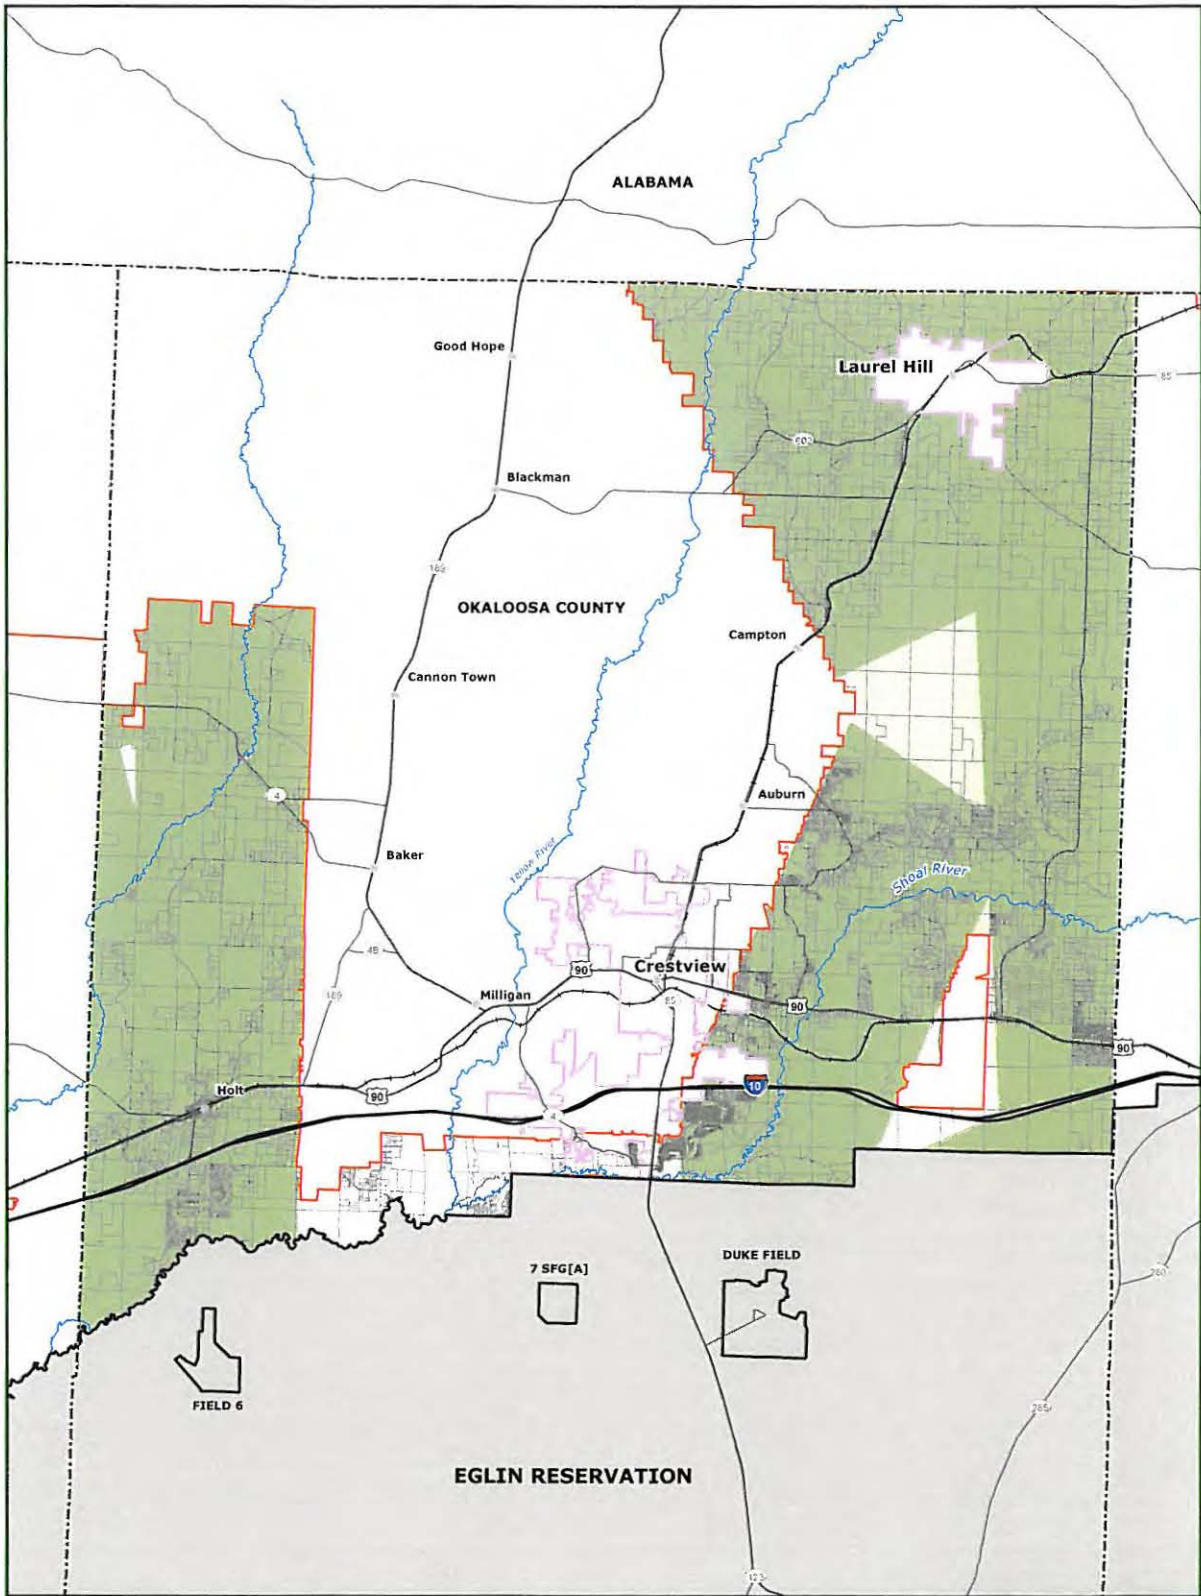 ALABAMA
Good Hope
Laurel Hill
85
602
Blackman
189
OKALOOSA COUNTY
Campton
Cannon Town
4
Auburn
Baker
Yellow River
Shoal River
4B
90
Crestview
189
Milligan
85
90
90
Holt
90
10
4
7 SFG[A]
DUKE FIELD
280
FIELD 6
285
EGLIN RESERVATION
123